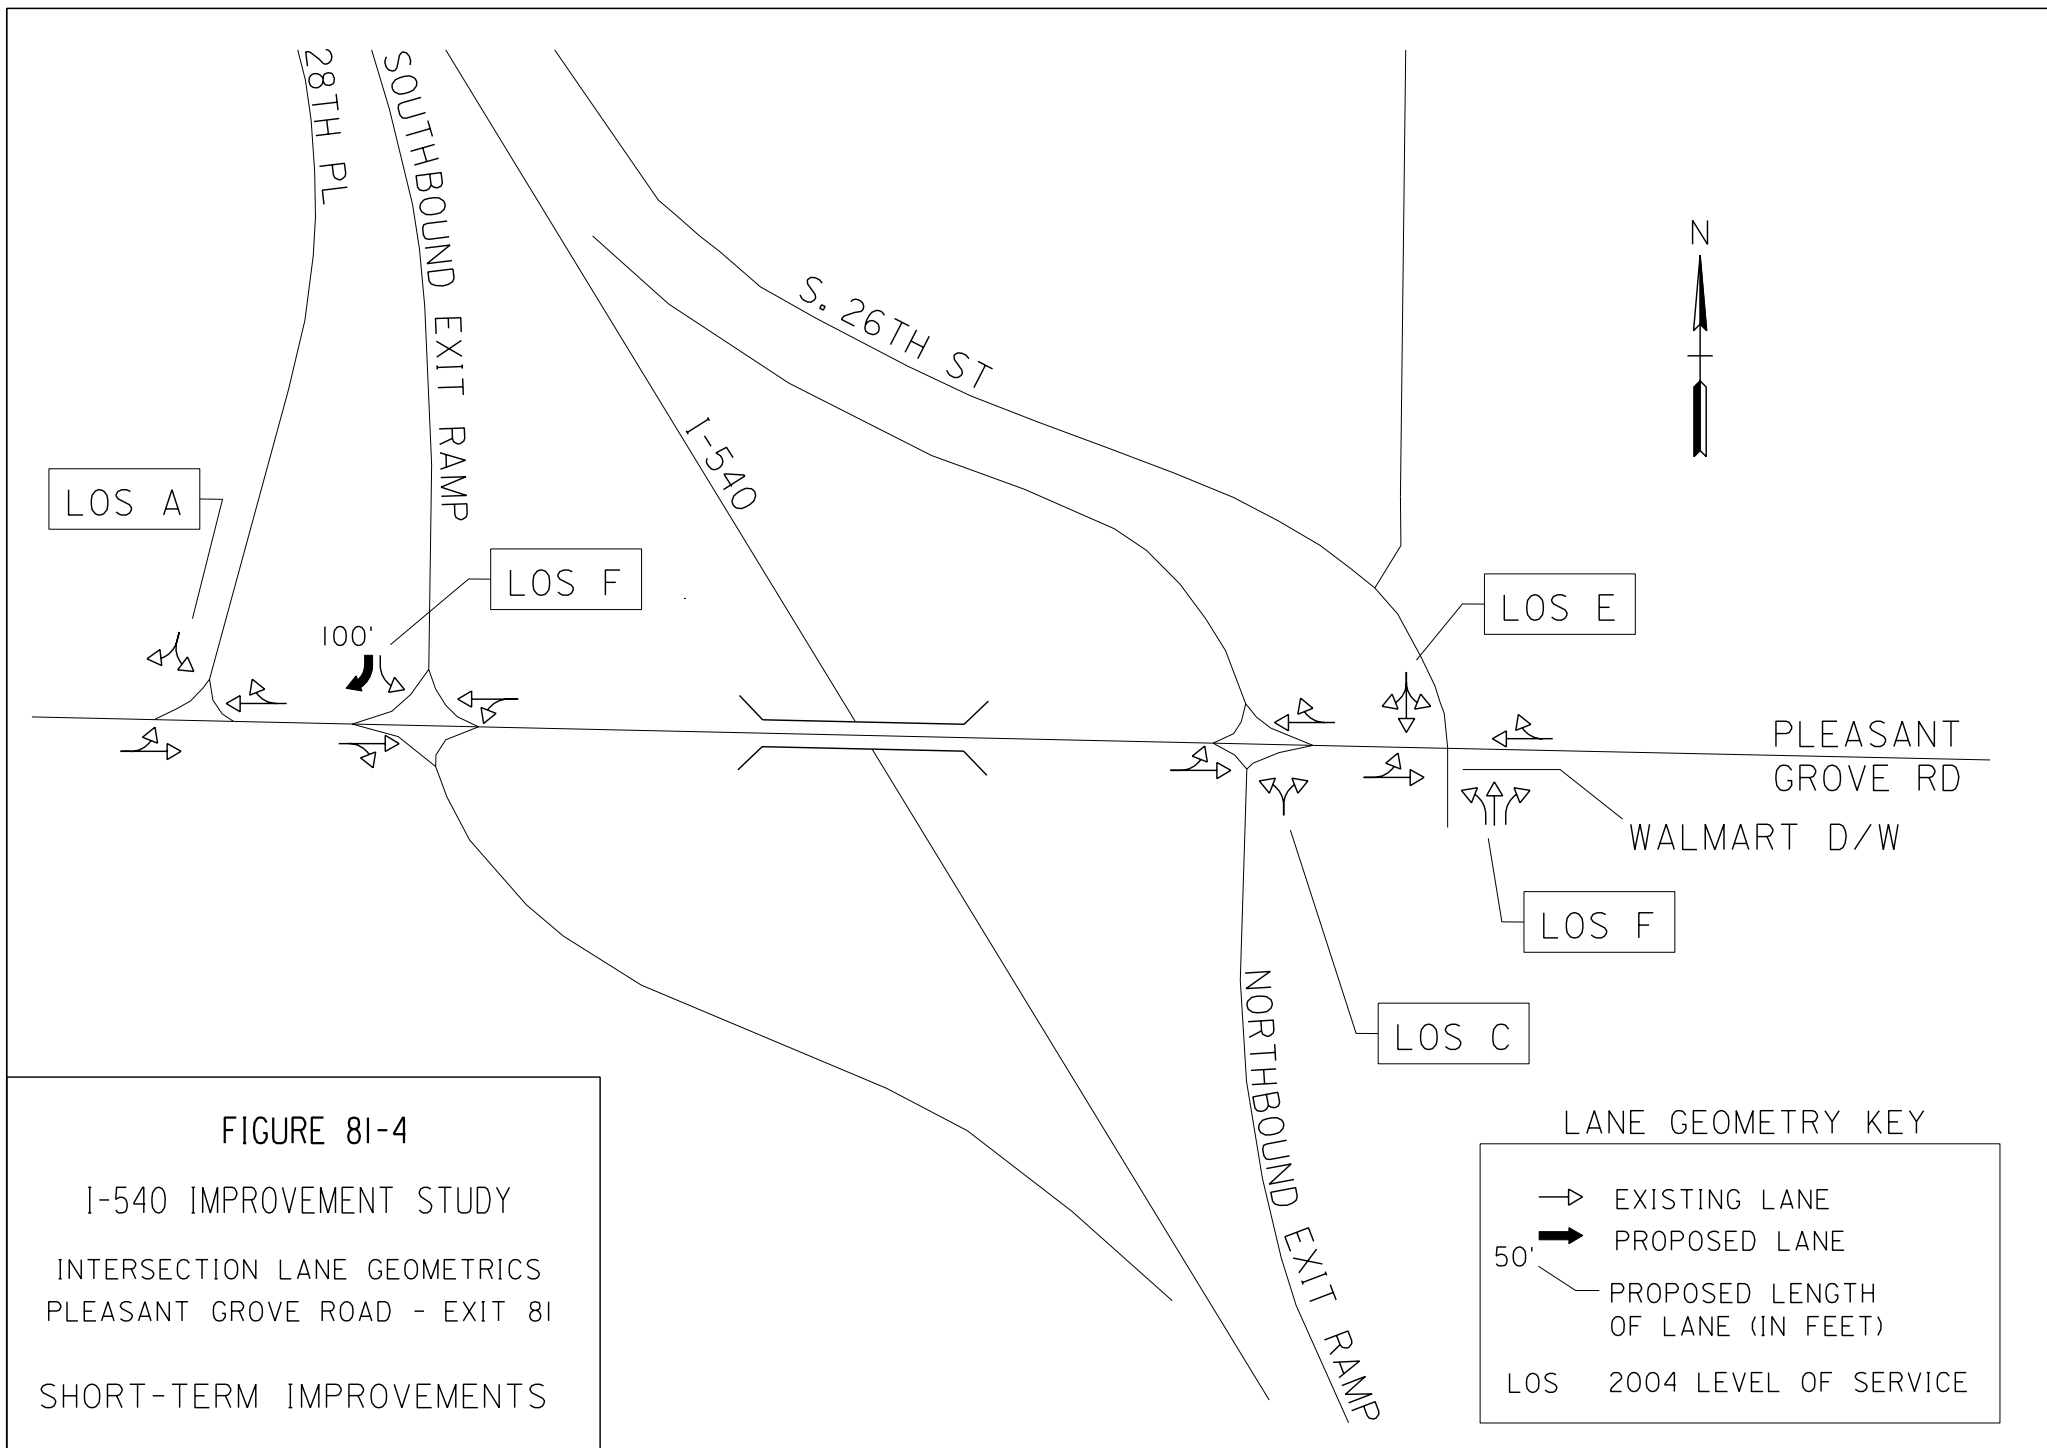 28TH PL
SOUTHBOUND EXIT RAMP
I-540
S. 26TH ST
N
LOS A
LOS F
100'
LOS E
PLEASANT
GROVE RD
WALMART D/W
LOS F
LOS C
NORTHBOUND EXIT RAMP
FIGURE 81-4
I-540 IMPROVEMENT STUDY
INTERSECTION LANE GEOMETRICS
PLEASANT GROVE ROAD - EXIT 81
SHORT-TERM IMPROVEMENTS
LANE GEOMETRY KEY
EXISTING LANE
PROPOSED LANE
50'
PROPOSED LENGTH
OF LANE (IN FEET)
LOS 2004 LEVEL OF SERVICE